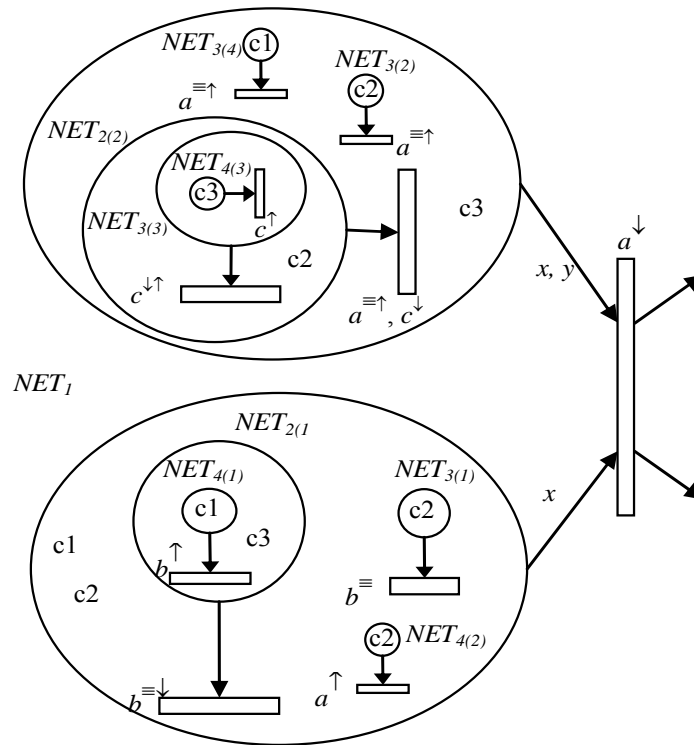 NET3(4) c1
a≡↑
NET3(2)
c2
a≡↑
NET2(2)
NET4(3)
c3
c↑
NET3(3)
c2
c↓↑
c3
a≡↑, c↓
x, y
a↓
NET1
NET2(1
NET4(1)
c1
c3
b↑
NET3(1)
c2
b≡
c1
c2
x
c2 NET4(2)
a↑
b≡↓